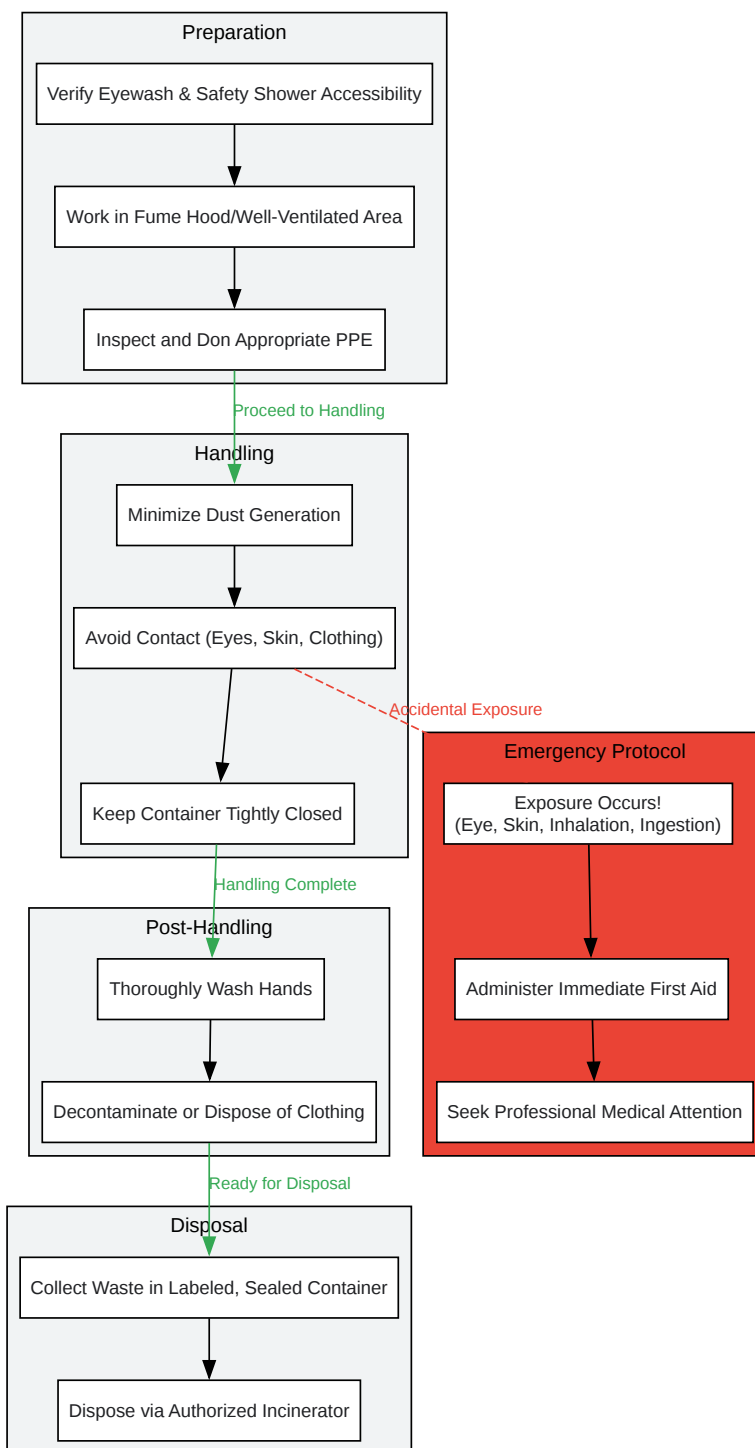 Preparation
Verify Eyewash & Safety Shower Accessibility
Work in Fume Hood/Well-Ventilated Area
Inspect and Don Appropriate PPE
Proceed to Handling
Handling
Minimize Dust Generation
Avoid Contact (Eyes, Skin, Clothing)
Accidental Exposure
Keep Container Tightly Closed
Handling Complete
Emergency Protocol
Exposure Occurs!
(Eye, Skin, Inhalation, Ingestion)
Administer Immediate First Aid
Seek Professional Medical Attention
Post-Handling
Thoroughly Wash Hands
Decontaminate or Dispose of Clothing
Ready for Disposal
Disposal
Collect Waste in Labeled, Sealed Container
Dispose via Authorized Incinerator